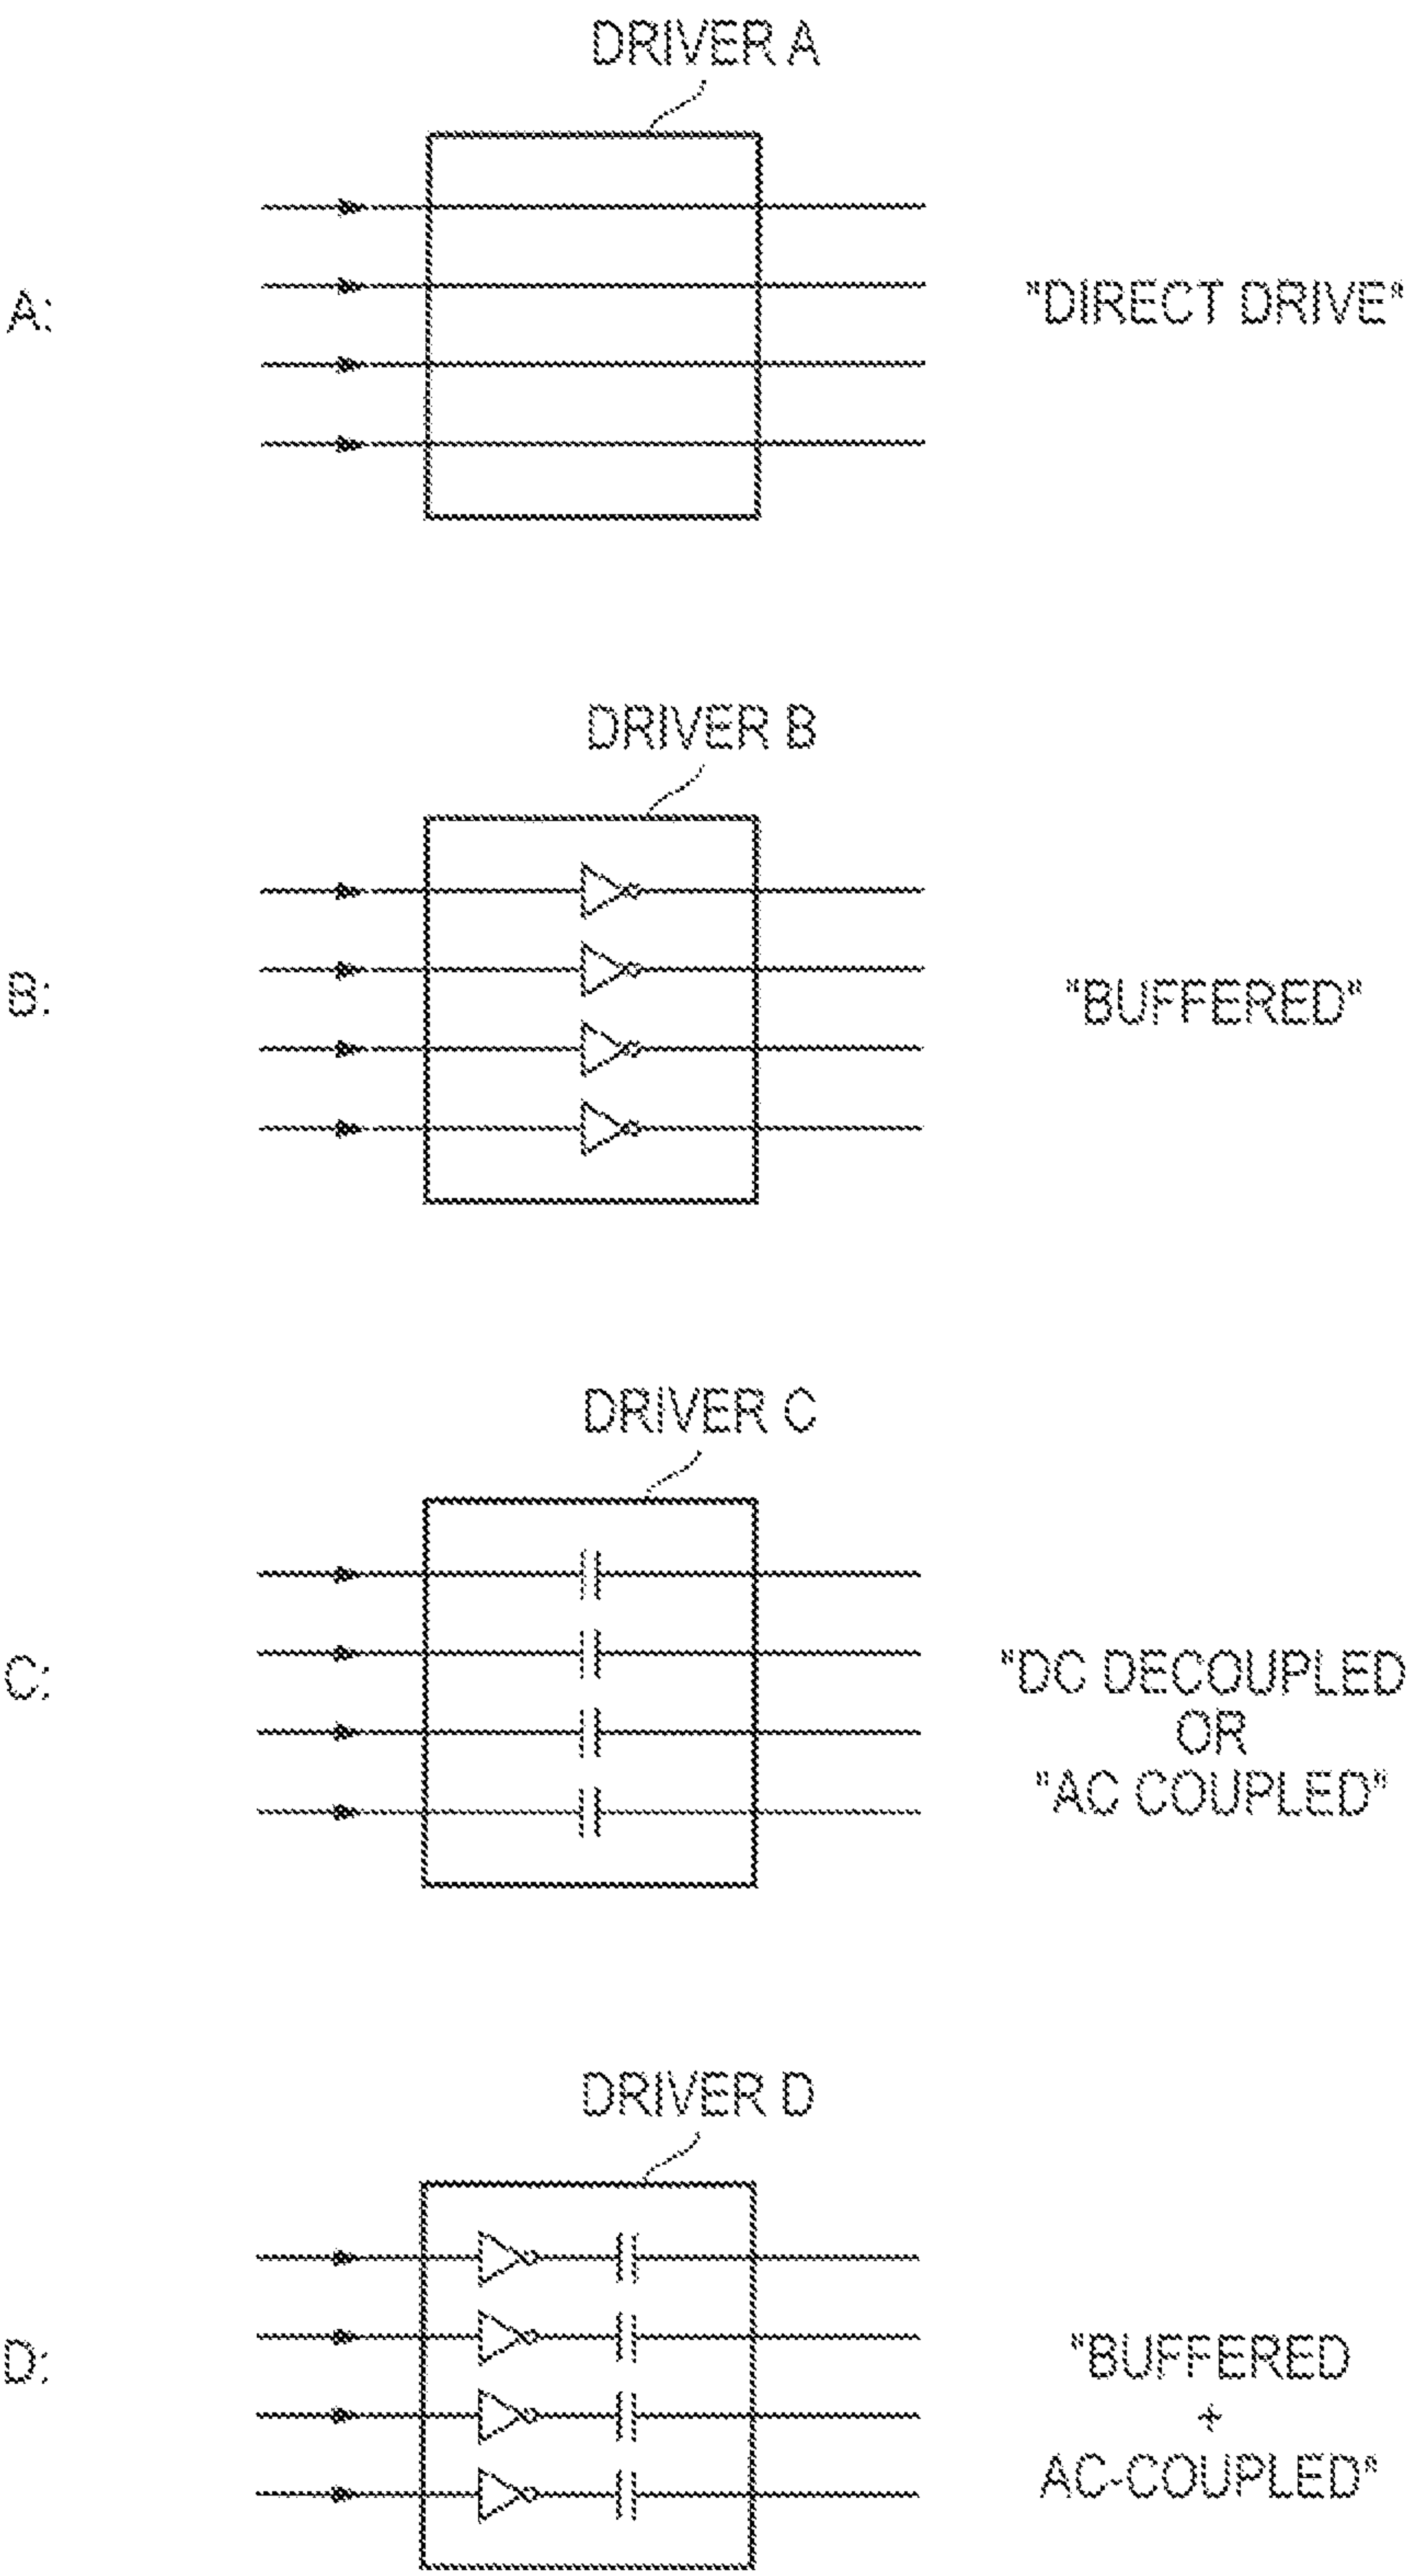 DRIVER A
A:
"DIRECT DRIVE"
DRIVER B
B:
"BUFFERED"
DRIVER C
C:
"DC DECOUPLED
OR
"AC COUPLED"
DRIVER D
D:
"BUFFERED
+
AC-COUPLED"